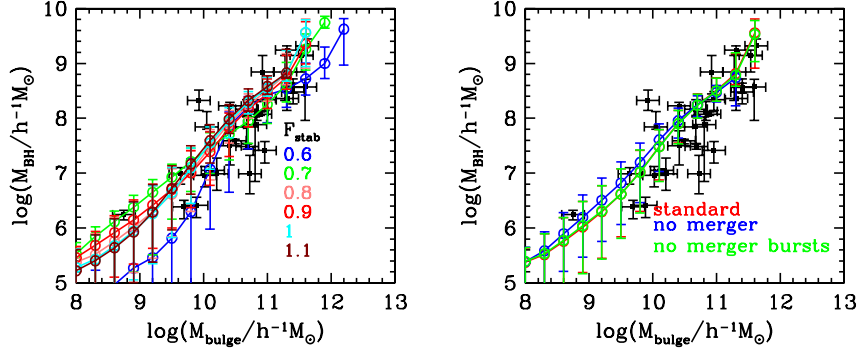 log(M_BH/h⁻¹M_⊙)
10
9
8
7
6
5
F_stab
0.6
0.7
0.8
0.9
1
1.1
8 9 10 11 12 13
log(M_bulge/h⁻¹M_⊙)
log(M_BH/h⁻¹M_⊙)
10
9
8
7
6
5
standard
no merger
no merger bursts
8 9 10 11 12 13
log(M_bulge/h⁻¹M_⊙)